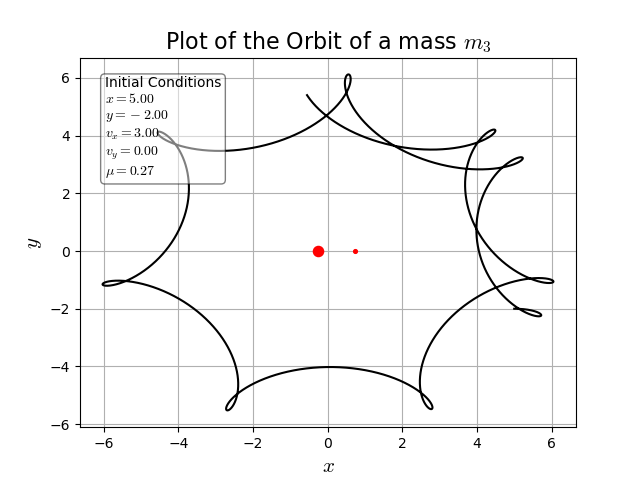 Plot of the Orbit of a mass m₃
Initial Conditions
x = 5.00
y = −2.00
vₓ = 3.00
v_y = 0.00
μ = 0.27
6
4
2
0
−2
−4
−6
y
−6
−4
−2
0
2
4
6
x